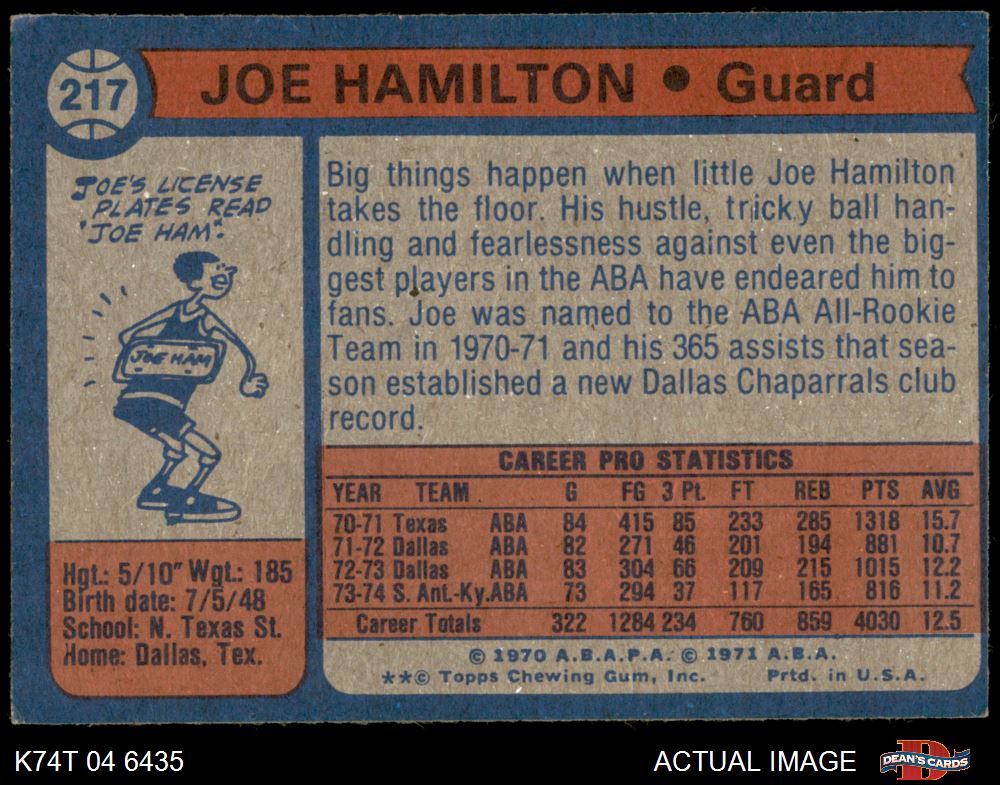 217
JOE HAMILTON • Guard
JOE'S LICENSE
PLATES READ
"JOE HAM".
JOE HAM
Hgt.: 5/10" Wgt.: 185
Birth date: 7/5/48
School: N. Texas St.
Home: Dallas, Tex.
Big things happen when little Joe Hamilton
takes the floor. His hustle, tricky ball han-
dling and fearlessness against even the big-
gest players in the ABA have endeared him to
fans. Joe was named to the ABA All-Rookie
Team in 1970-71 and his 365 assists that sea-
son established a new Dallas Chaparrals club
record.
CAREER PRO STATISTICS
YEAR TEAM G FG 3 Pt. FT REB PTS AVG
70-71 Texas ABA 84 415 85 233 285 1318 15.7
71-72 Dallas ABA 82 271 46 201 194 881 10.7
72-73 Dallas ABA 83 304 66 209 215 1015 12.2
73-74 S. Ant.-Ky. ABA 73 294 37 117 165 816 11.2
Career Totals 322 1284 234 760 859 4030 12.5
© 1970 A.B.A.P.A. © 1971 A.B.A.
**© Topps Chewing Gum, Inc. Prtd. in U.S.A.
K74T 04 6435
ACTUAL IMAGE
D
DEAN'S CARDS